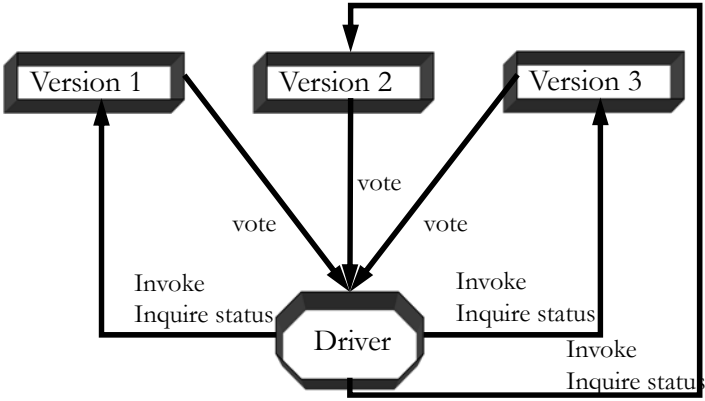 Version 1
Version 2
Version 3
vote
vote
vote
Invoke
Inquire status
Invoke
Inquire status
Driver
Invoke
Inquire status